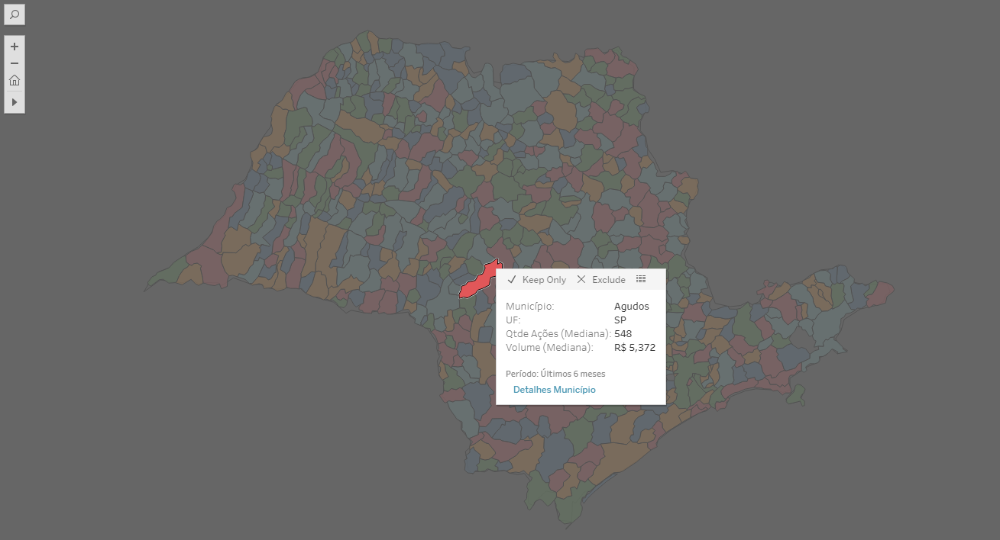 Keep Only Exclude
Município: Agudos
UF: SP
Qtde Ações (Mediana): 548
Volume (Mediana): R$ 5,372
Período: Últimos 6 meses
Detalhes Município